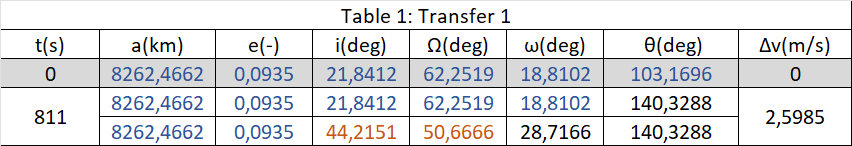 Table 1: Transfer 1
t(s) a(km) e(-) i(deg) Ω(deg) ω(deg) θ(deg) Δv(m/s)
0 8262,4662 0,0935 21,8412 62,2519 18,8102 103,1696 0
811 8262,4662 0,0935 21,8412 62,2519 18,8102 140,3288 2,5985
8262,4662 0,0935 44,2151 50,6666 28,7166 140,3288